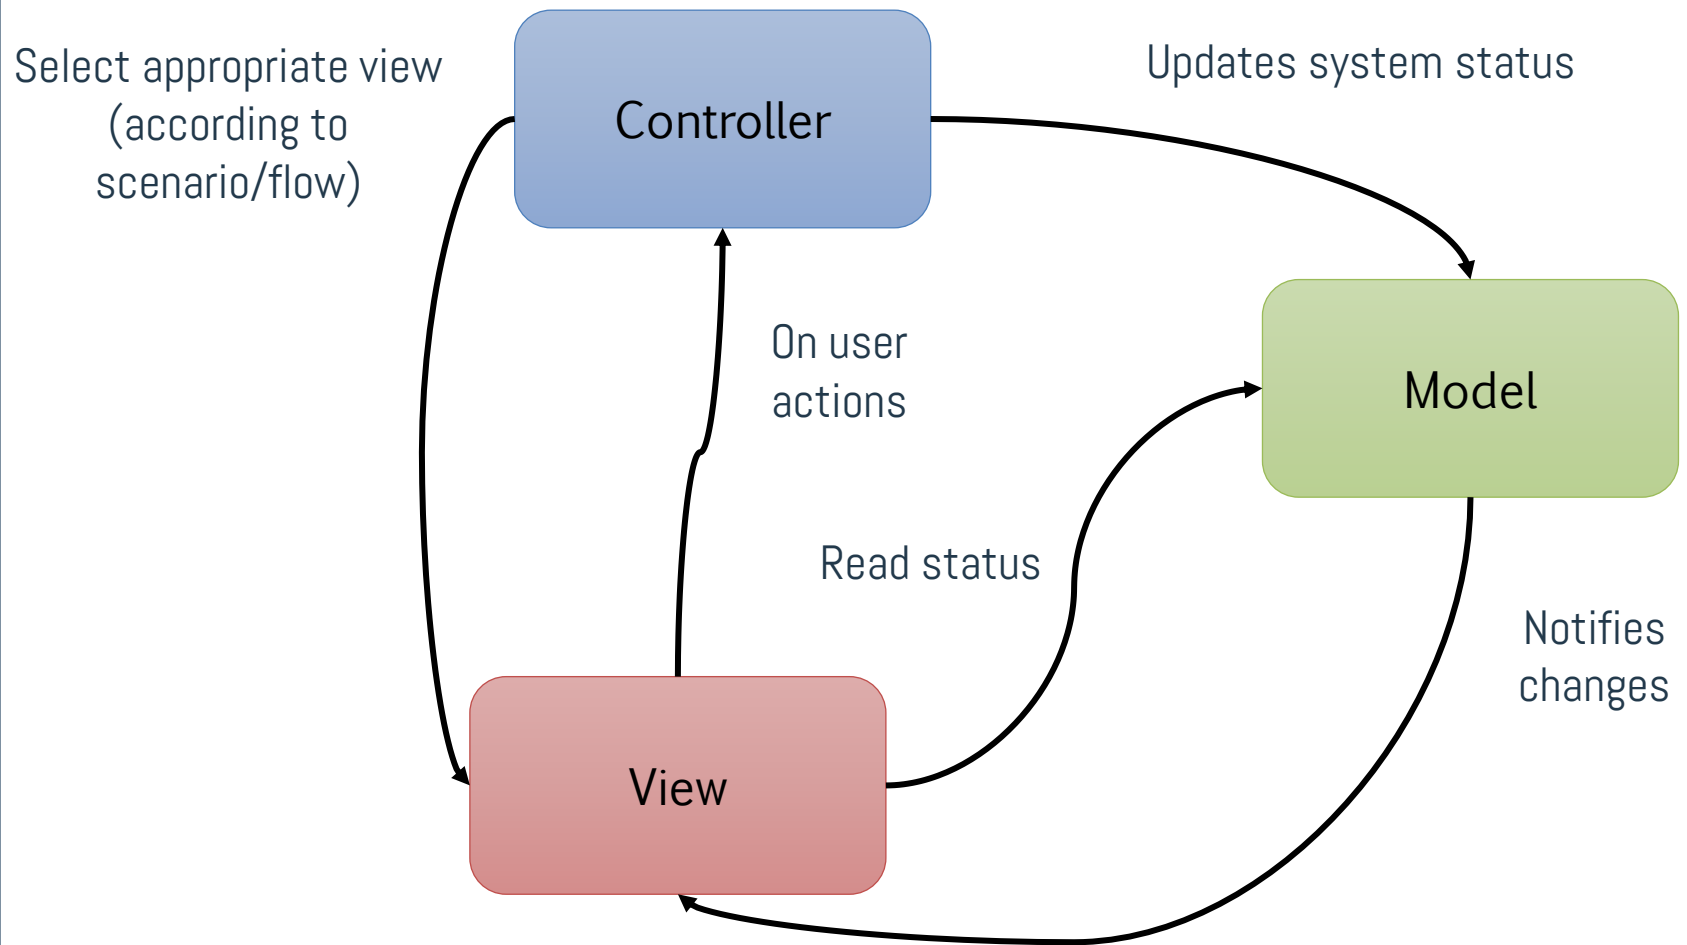 Select appropriate view
(according to
scenario/flow)
Controller
Updates system status
On user
actions
Model
Read status
Notifies
changes
View